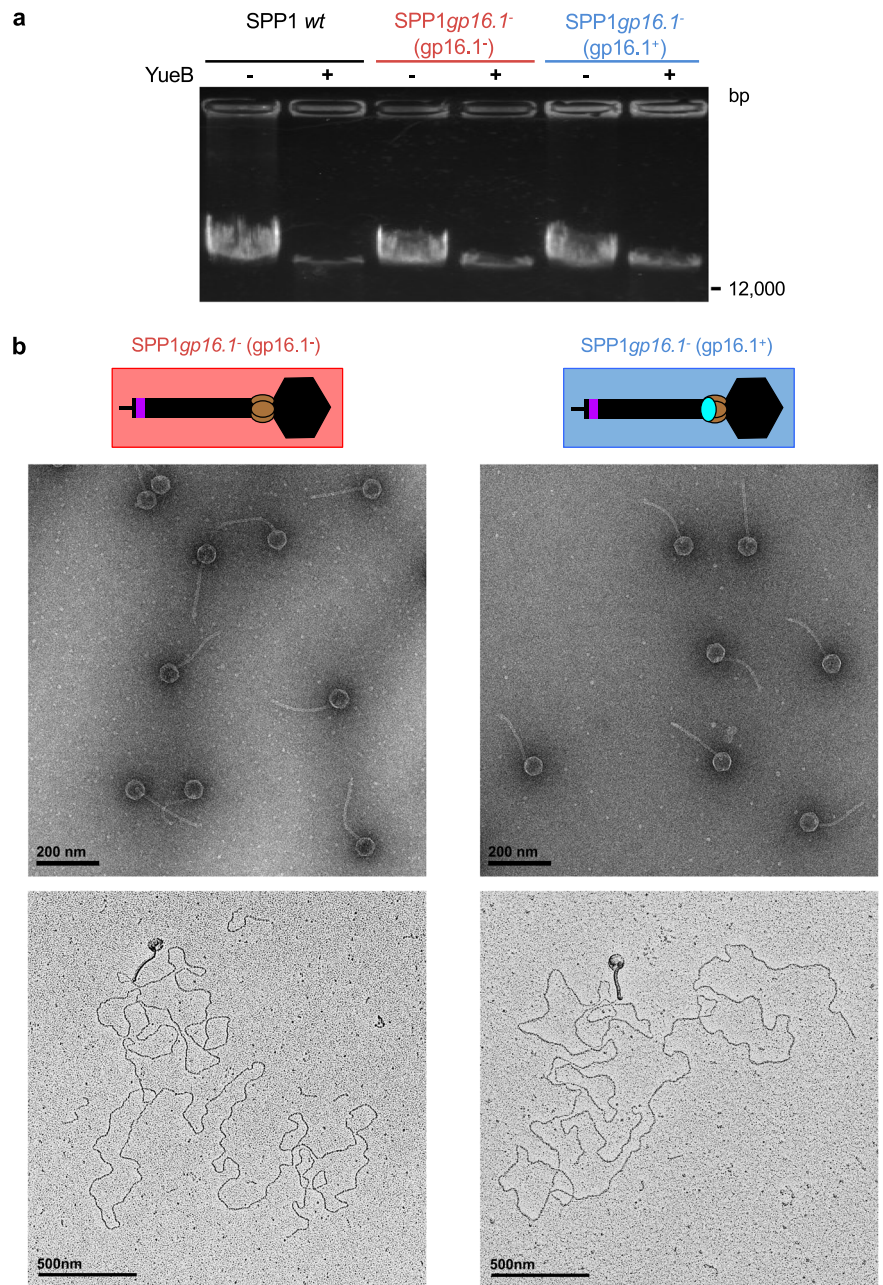 a
SPP1 wt
SPP1gp16.1-
(gp16.1-)
SPP1gp16.1-
(gp16.1+)
YueB - + - + - + bp
12,000
b
SPP1gp16.1- (gp16.1-)
SPP1gp16.1- (gp16.1+)
200 nm
200 nm
500nm
500nm